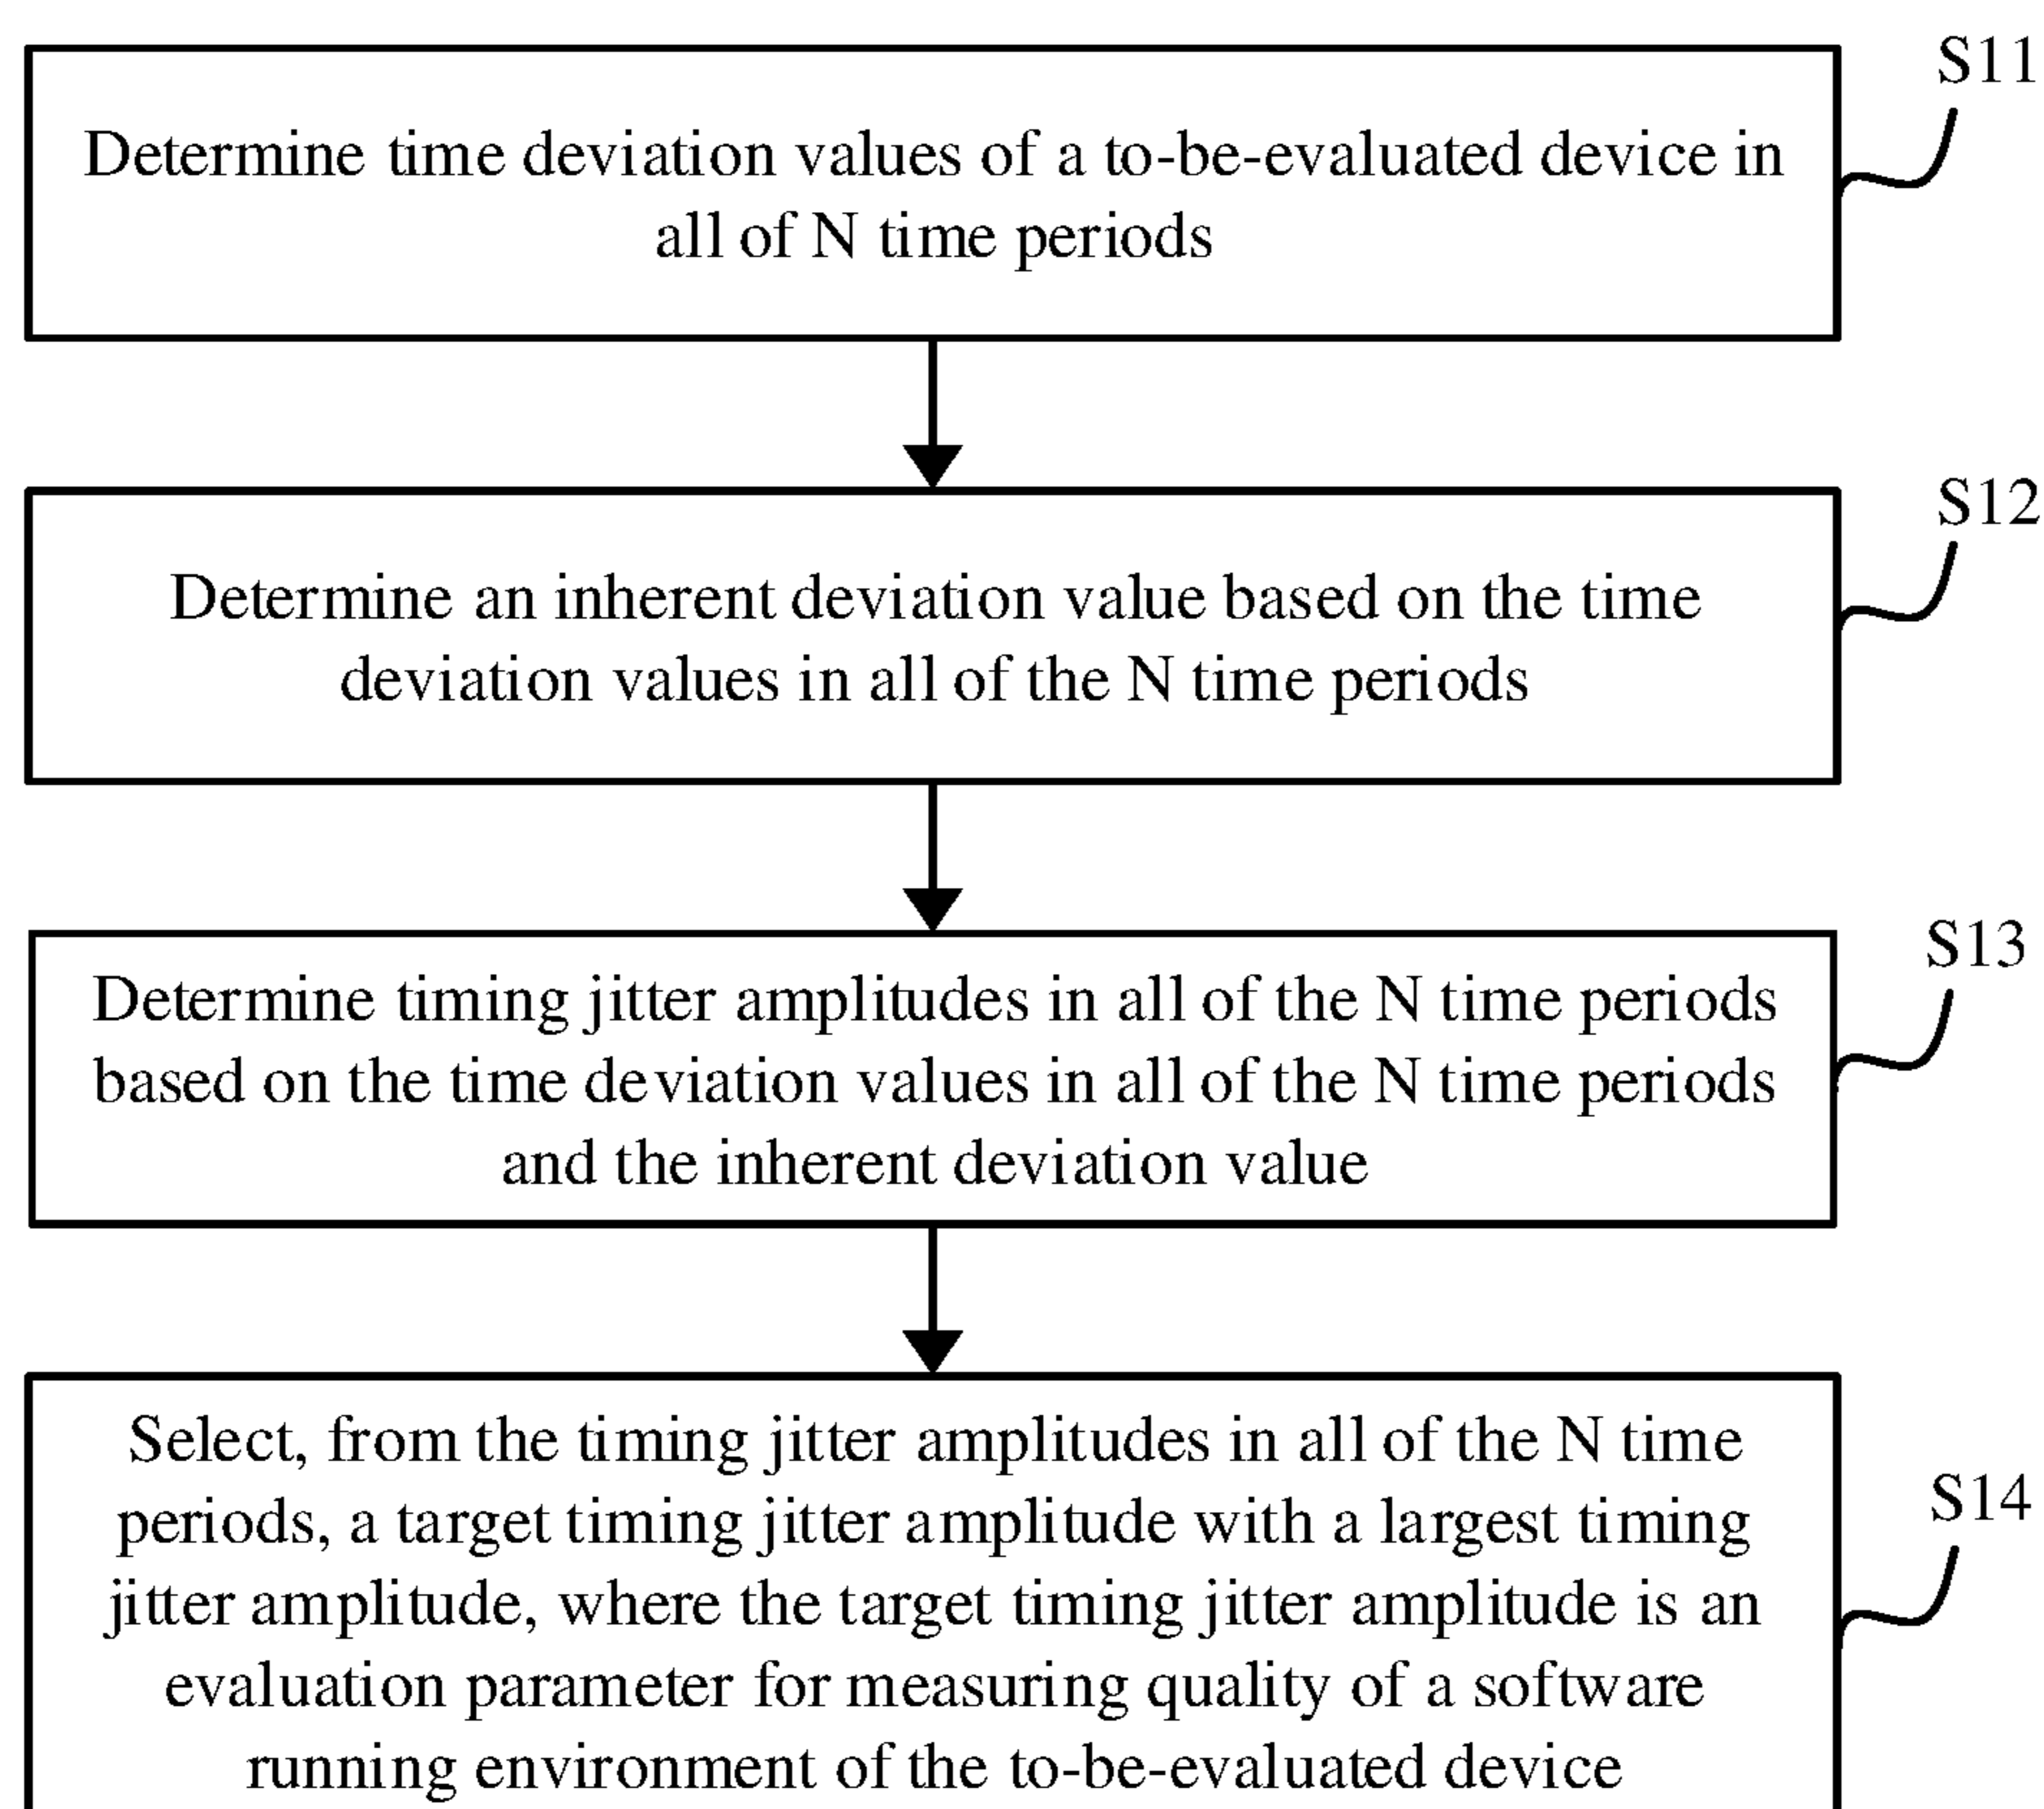 S11
Determine time deviation values of a to-be-evaluated device in
all of N time periods
S12
Determine an inherent deviation value based on the time
deviation values in all of the N time periods
S13
Determine timing jitter amplitudes in all of the N time periods
based on the time deviation values in all of the N time periods
and the inherent deviation value
S14
Select, from the timing jitter amplitudes in all of the N time
periods, a target timing jitter amplitude with a largest timing
jitter amplitude, where the target timing jitter amplitude is an
evaluation parameter for measuring quality of a software
running environment of the to-be-evaluated device